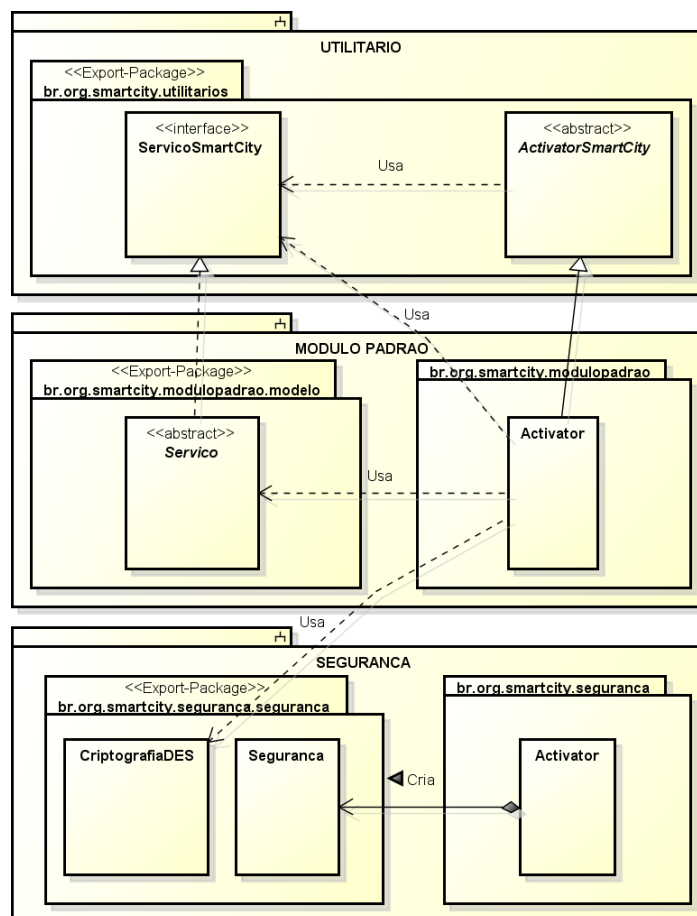 UTILITARIO
<<Export-Package>>
br.org.smartcity.utilitarios
<<interface>>
ServicoSmartCity
<<abstract>>
ActivatorSmartCity
Usa
Usa
MODULO PADRAO
<<Export-Package>>
br.org.smartcity.modulopadrao.modelo
br.org.smartcity.modulopadrao
<<abstract>>
Servico
Activator
Usa
Usa
SEGURANCA
<<Export-Package>>
br.org.smartcity.seguranca.seguranca
br.org.smartcity.seguranca
CriptografiaDES
Seguranca
Activator
Cria